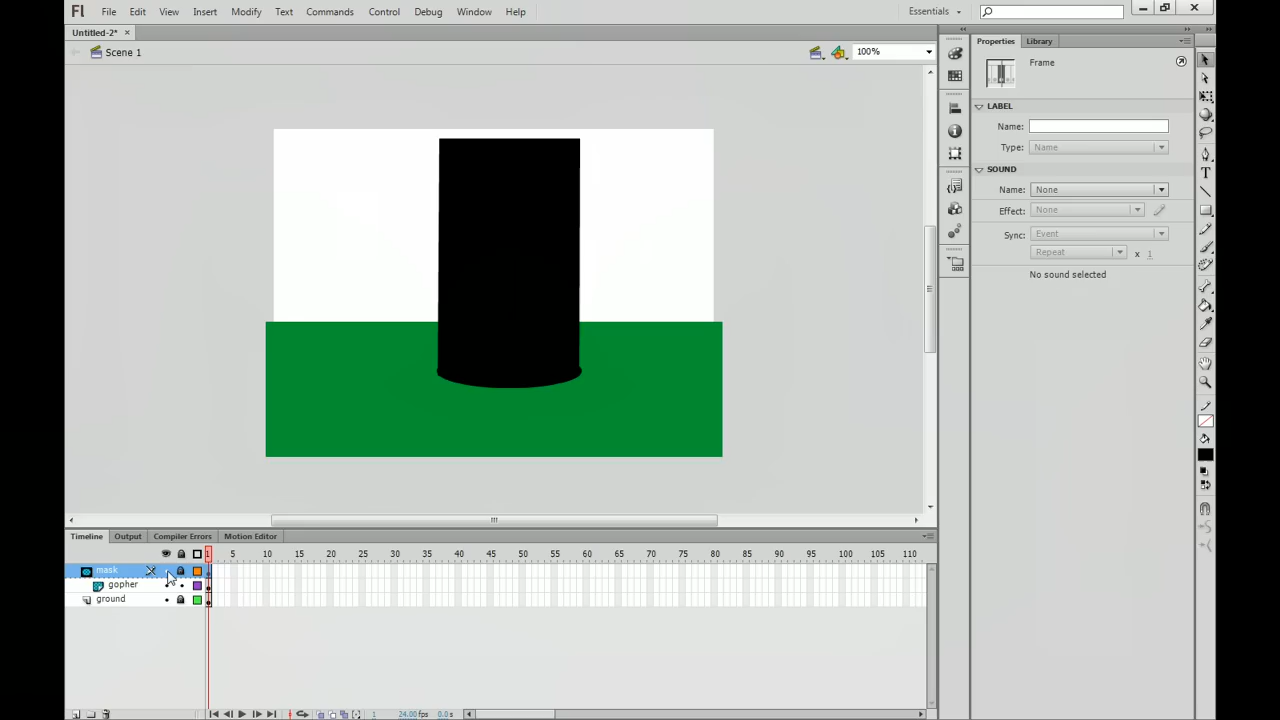 Fl File Edit View Insert Modify Text Commands Control Debug Window Help
Essentials
Untitled-2* ×
Scene 1
100%
Properties Library
Frame
LABEL
Name:
Type: Name
SOUND
Name: None
Effect: None
Sync: Event
Repeat x 1
No sound selected
T
Timeline Output Compiler Errors Motion Editor
1 5 10 15 20 25 30 35 40 45 50 55 60 65 70 75 80 85 90 95 100 105 110
mask
gopher
ground
1 24.00 fps 0.0 s